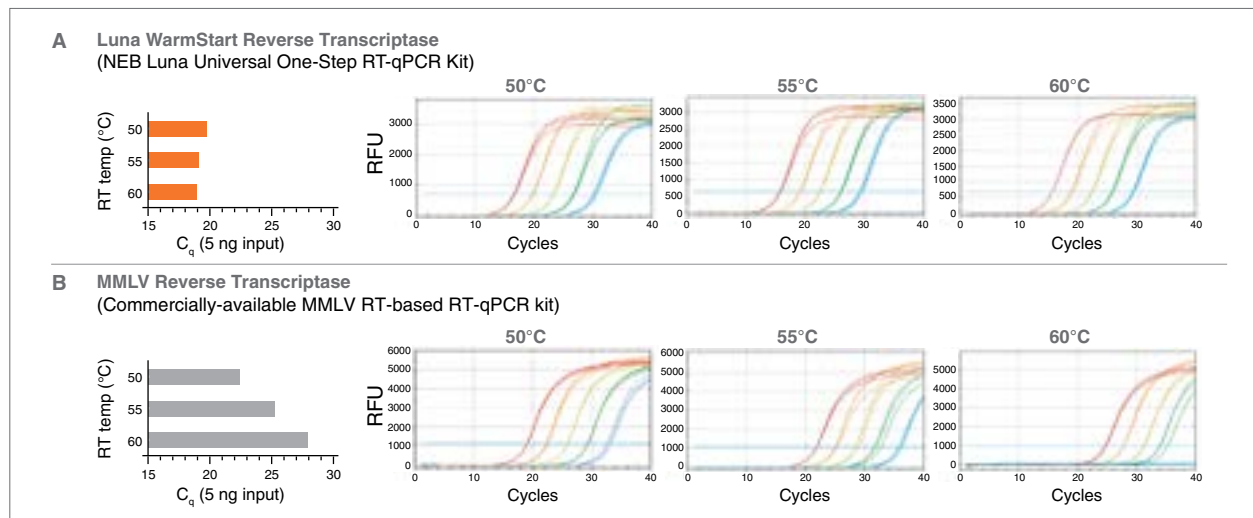 A Luna WarmStart Reverse Transcriptase
(NEB Luna Universal One-Step RT-qPCR Kit)
RT temp (°C)
50
55
60
15 20 25 30
Cq (5 ng input)
50°C
RFU
3000
2000
1000
0
0 10 20 30 40
Cycles
55°C
3000
2500
2000
1500
1000
500
0
0 10 20 30 40
Cycles
60°C
3500
3000
2500
2000
1500
1000
500
0
0 10 20 30 40
Cycles
B MMLV Reverse Transcriptase
(Commercially-available MMLV RT-based RT-qPCR kit)
RT temp (°C)
50
55
60
15 20 25 30
Cq (5 ng input)
50°C
RFU
6000
5000
4000
3000
2000
1000
0
0 10 20 30 40
Cycles
55°C
6000
5000
4000
3000
2000
1000
0
0 10 20 30 40
Cycles
60°C
5000
4000
3000
2000
1000
0
0 10 20 30 40
Cycles